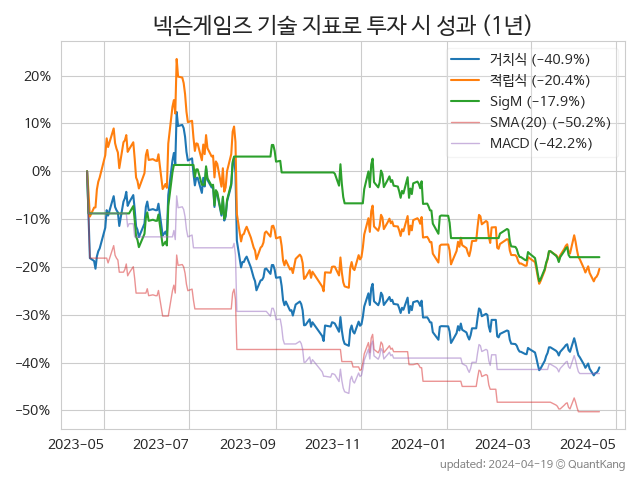 넥슨게임즈 기술 지표로 투자 시 성과 (1년)
거치식 (−40.9%)
적립식 (−20.4%)
SigM (−17.9%)
SMA(20) (−50.2%)
MACD (−42.2%)
20%
10%
0%
−10%
−20%
−30%
−40%
−50%
2023-05 2023-07 2023-09 2023-11 2024-01 2024-03 2024-05
updated: 2024-04-19 © QuantKang